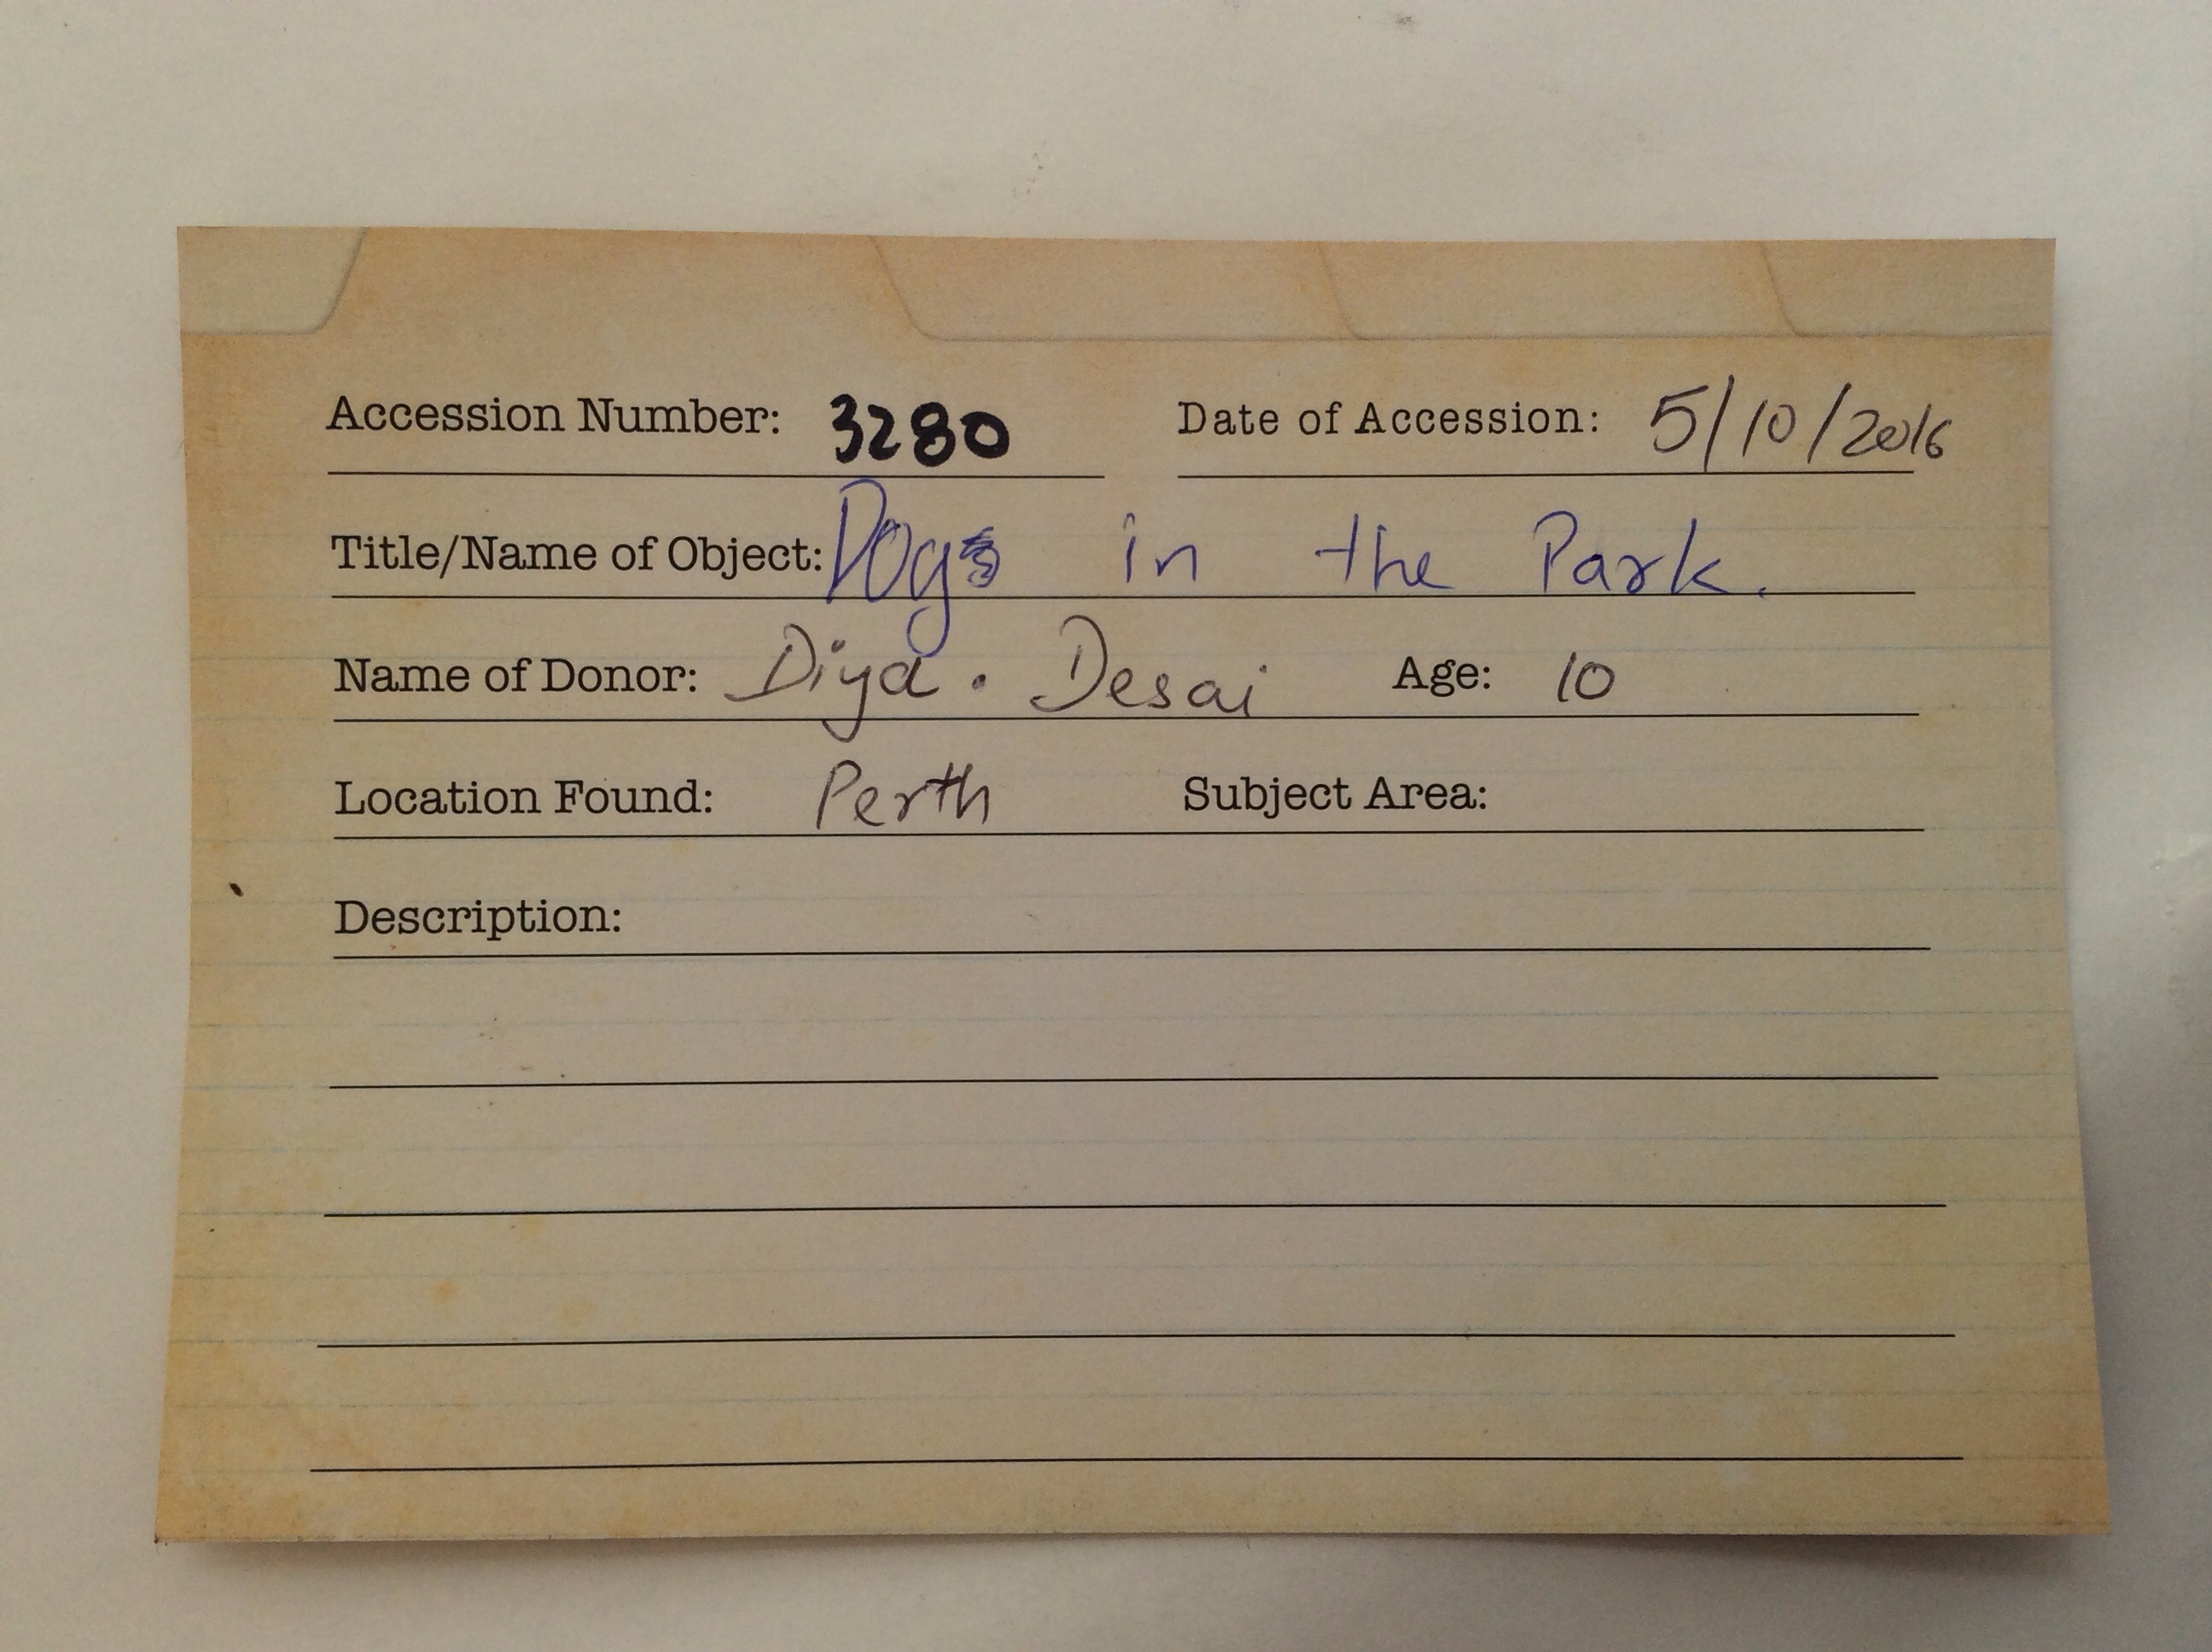 Accession Number: 3280 Date of Accession: 5/10/2016
Title/Name of Object: Dogs in the Park.
Name of Donor: Diya. Desai Age: 10
Location Found: Perth Subject Area:
Description: